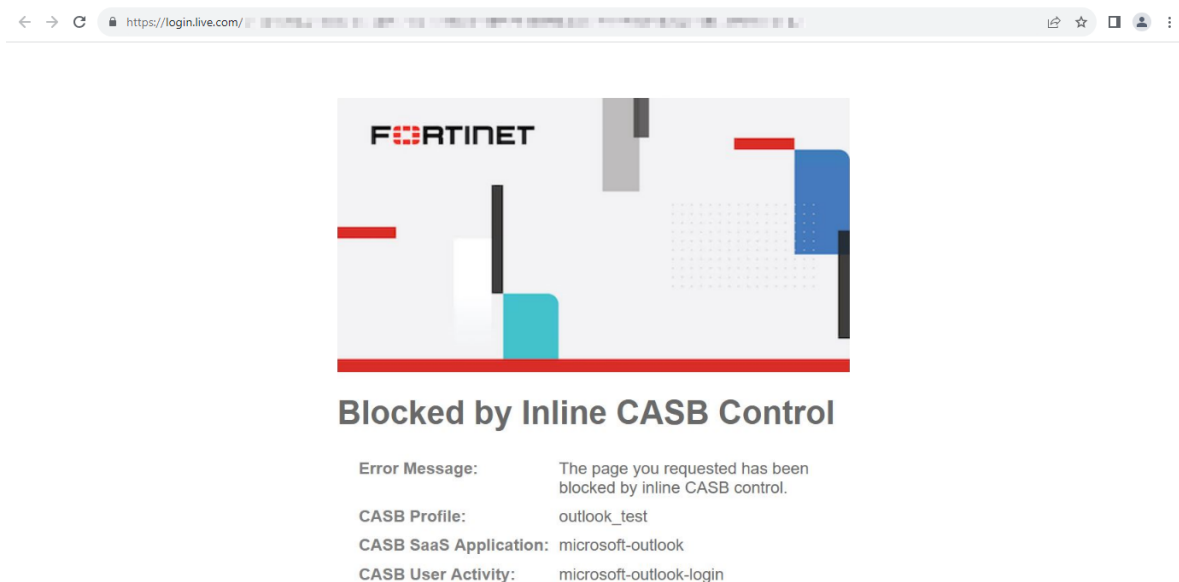 https://login.live.com/
FORTINET
Blocked by Inline CASB Control
Error Message: The page you requested has been
blocked by inline CASB control.
CASB Profile: outlook_test
CASB SaaS Application: microsoft-outlook
CASB User Activity: microsoft-outlook-login